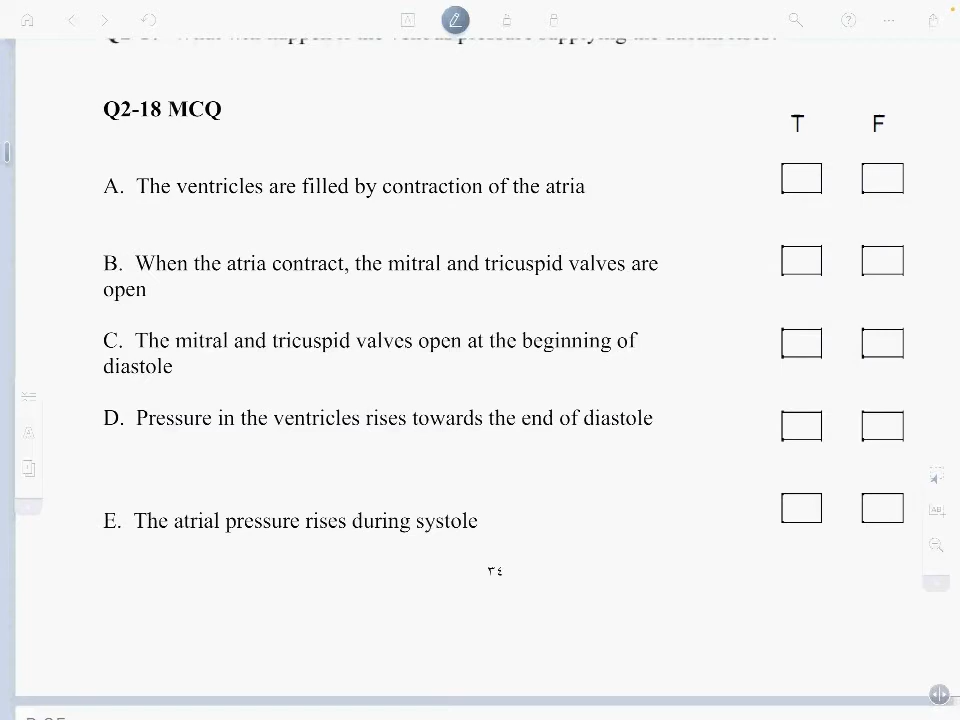 Q2-18 MCQ
T F
A. The ventricles are filled by contraction of the atria
B. When the atria contract, the mitral and tricuspid valves are
open
C. The mitral and tricuspid valves open at the beginning of
diastole
D. Pressure in the ventricles rises towards the end of diastole
E. The atrial pressure rises during systole
٣٤